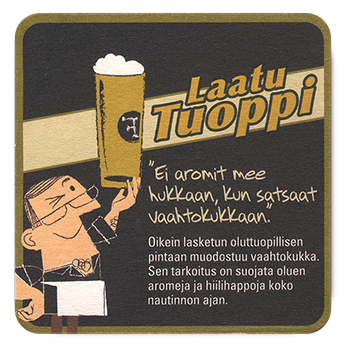 Laatu
Tuoppi
"Ei aromit mee
hukkaan, kun satsaat
vaahtokukkaan."
Oikein lasketun oluttuopillisen
pintaan muodostuu vaahtokukka.
Sen tarkoitus on suojata oluen
aromeja ja hiilihappoja koko
nautinnon ajan.